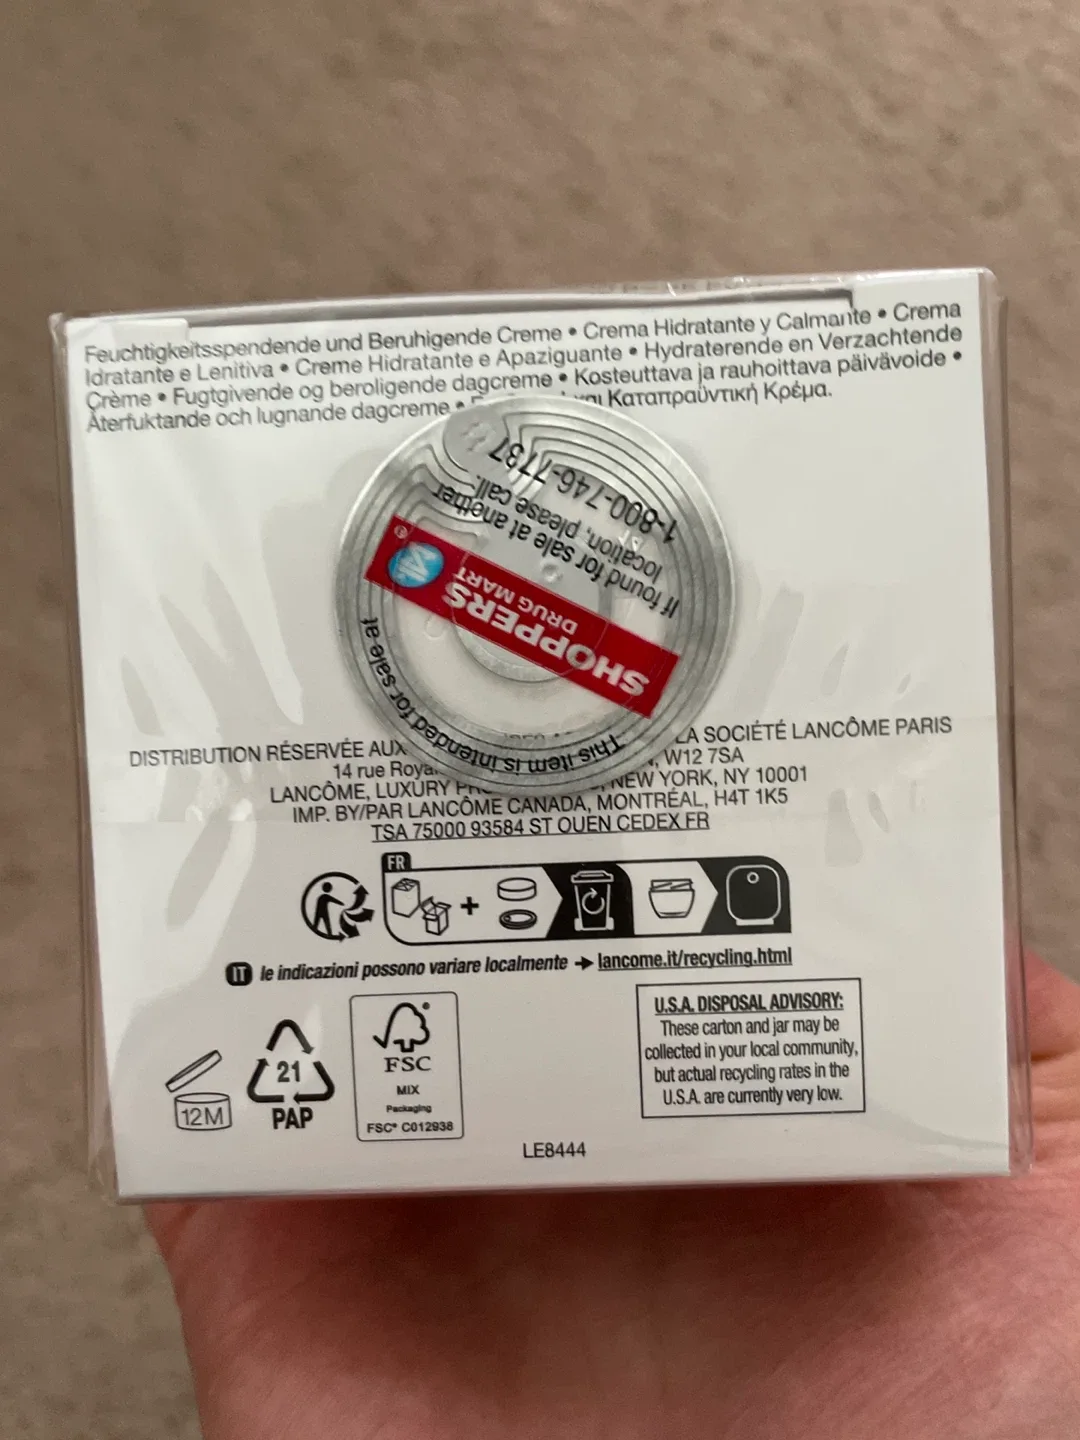 Feuchtigkeitsspendende und Beruhigende Creme • Crema Hidratante y Calmante • Crema
Idratante e Lenitiva • Creme Hidratante e Apaziguante • Hydraterende en Verzachtende
Crème • Fugtgivende og beroligende dagcreme • Kosteuttava ja rauhoittava päivävoide •
Återfuktande och lugnande dagcreme • Καταπραϋντική Κρέμα.
This item is intended for sale at
SHOPPERS
DRUG MART
If found for sale at another
location, please call.
1-800-746-7737
DISTRIBUTION RÉSERVÉE AUX LA SOCIÉTÉ LANCÔME PARIS
14 rue W12 7SA
LANCÔME, LUXURY NEW YORK, NY 10001
IMP. BY/PAR LANCÔME CANADA, MONTRÉAL, H4T 1K5
TSA 75000 93584 ST OUEN CEDEX FR
FR
IT le indicazioni possono variare localmente → lancome.it/recycling.html
12M
21
PAP
FSC
MIX
Packaging
FSC® C012938
U.S.A. DISPOSAL ADVISORY:
These carton and jar may be
collected in your local community,
but actual recycling rates in the
U.S.A. are currently very low.
LE8444